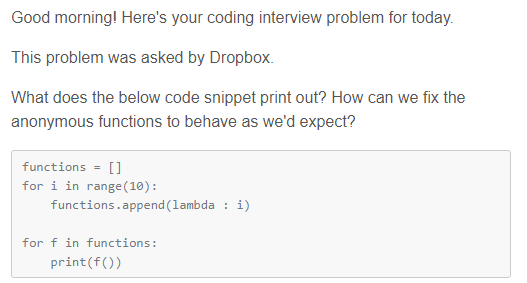 Good morning! Here's your coding interview problem for today.
This problem was asked by Dropbox.
What does the below code snippet print out? How can we fix the
anonymous functions to behave as we'd expect?
functions = []
for i in range(10):
    functions.append(lambda : i)
for f in functions:
    print(f())